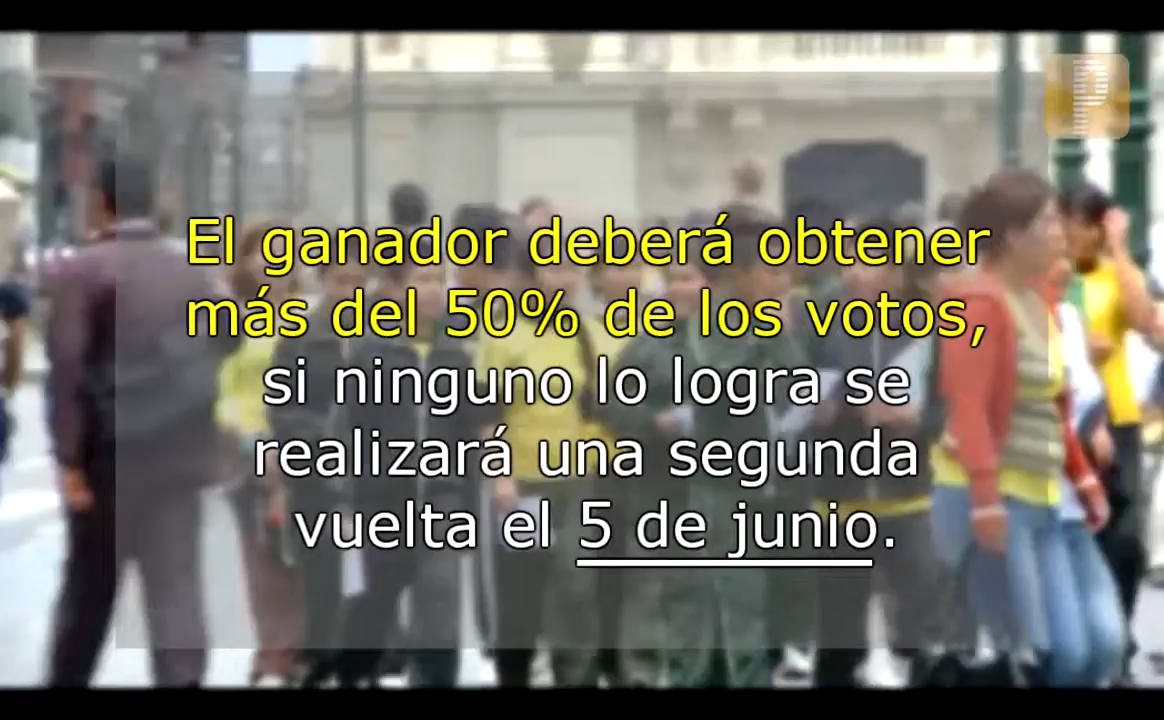 El ganador deberá obtener
más del 50% de los votos,
si ninguno lo logra se
realizará una segunda
vuelta el 5 de junio.
P